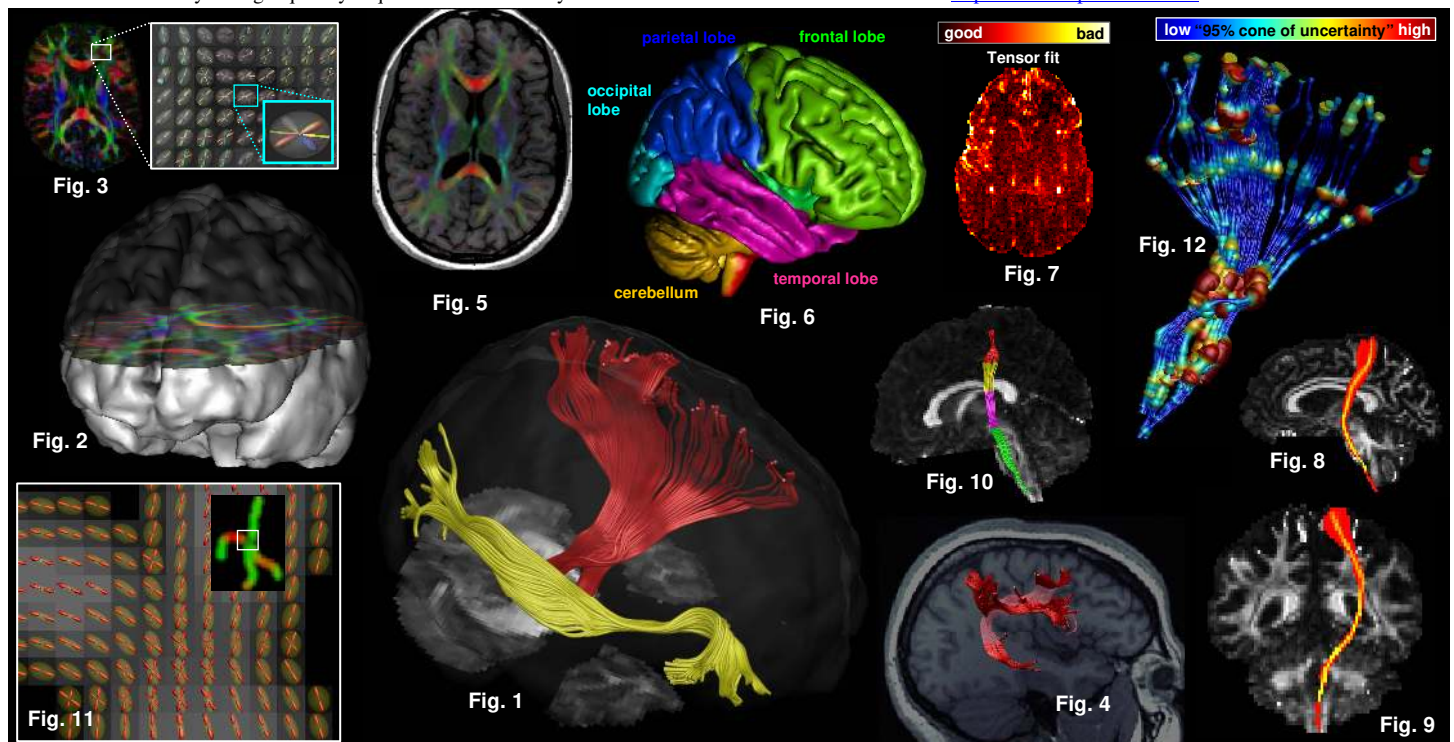 good bad
low “95% cone of uncertainty” high
parietal lobe
frontal lobe
Tensor fit
occipital
lobe
Fig. 3
Fig. 12
Fig. 7
temporal lobe
cerebellum
Fig. 5
Fig. 6
Fig. 2
Fig. 8
Fig. 10
Fig. 1
Fig. 4
Fig. 11
Fig. 9